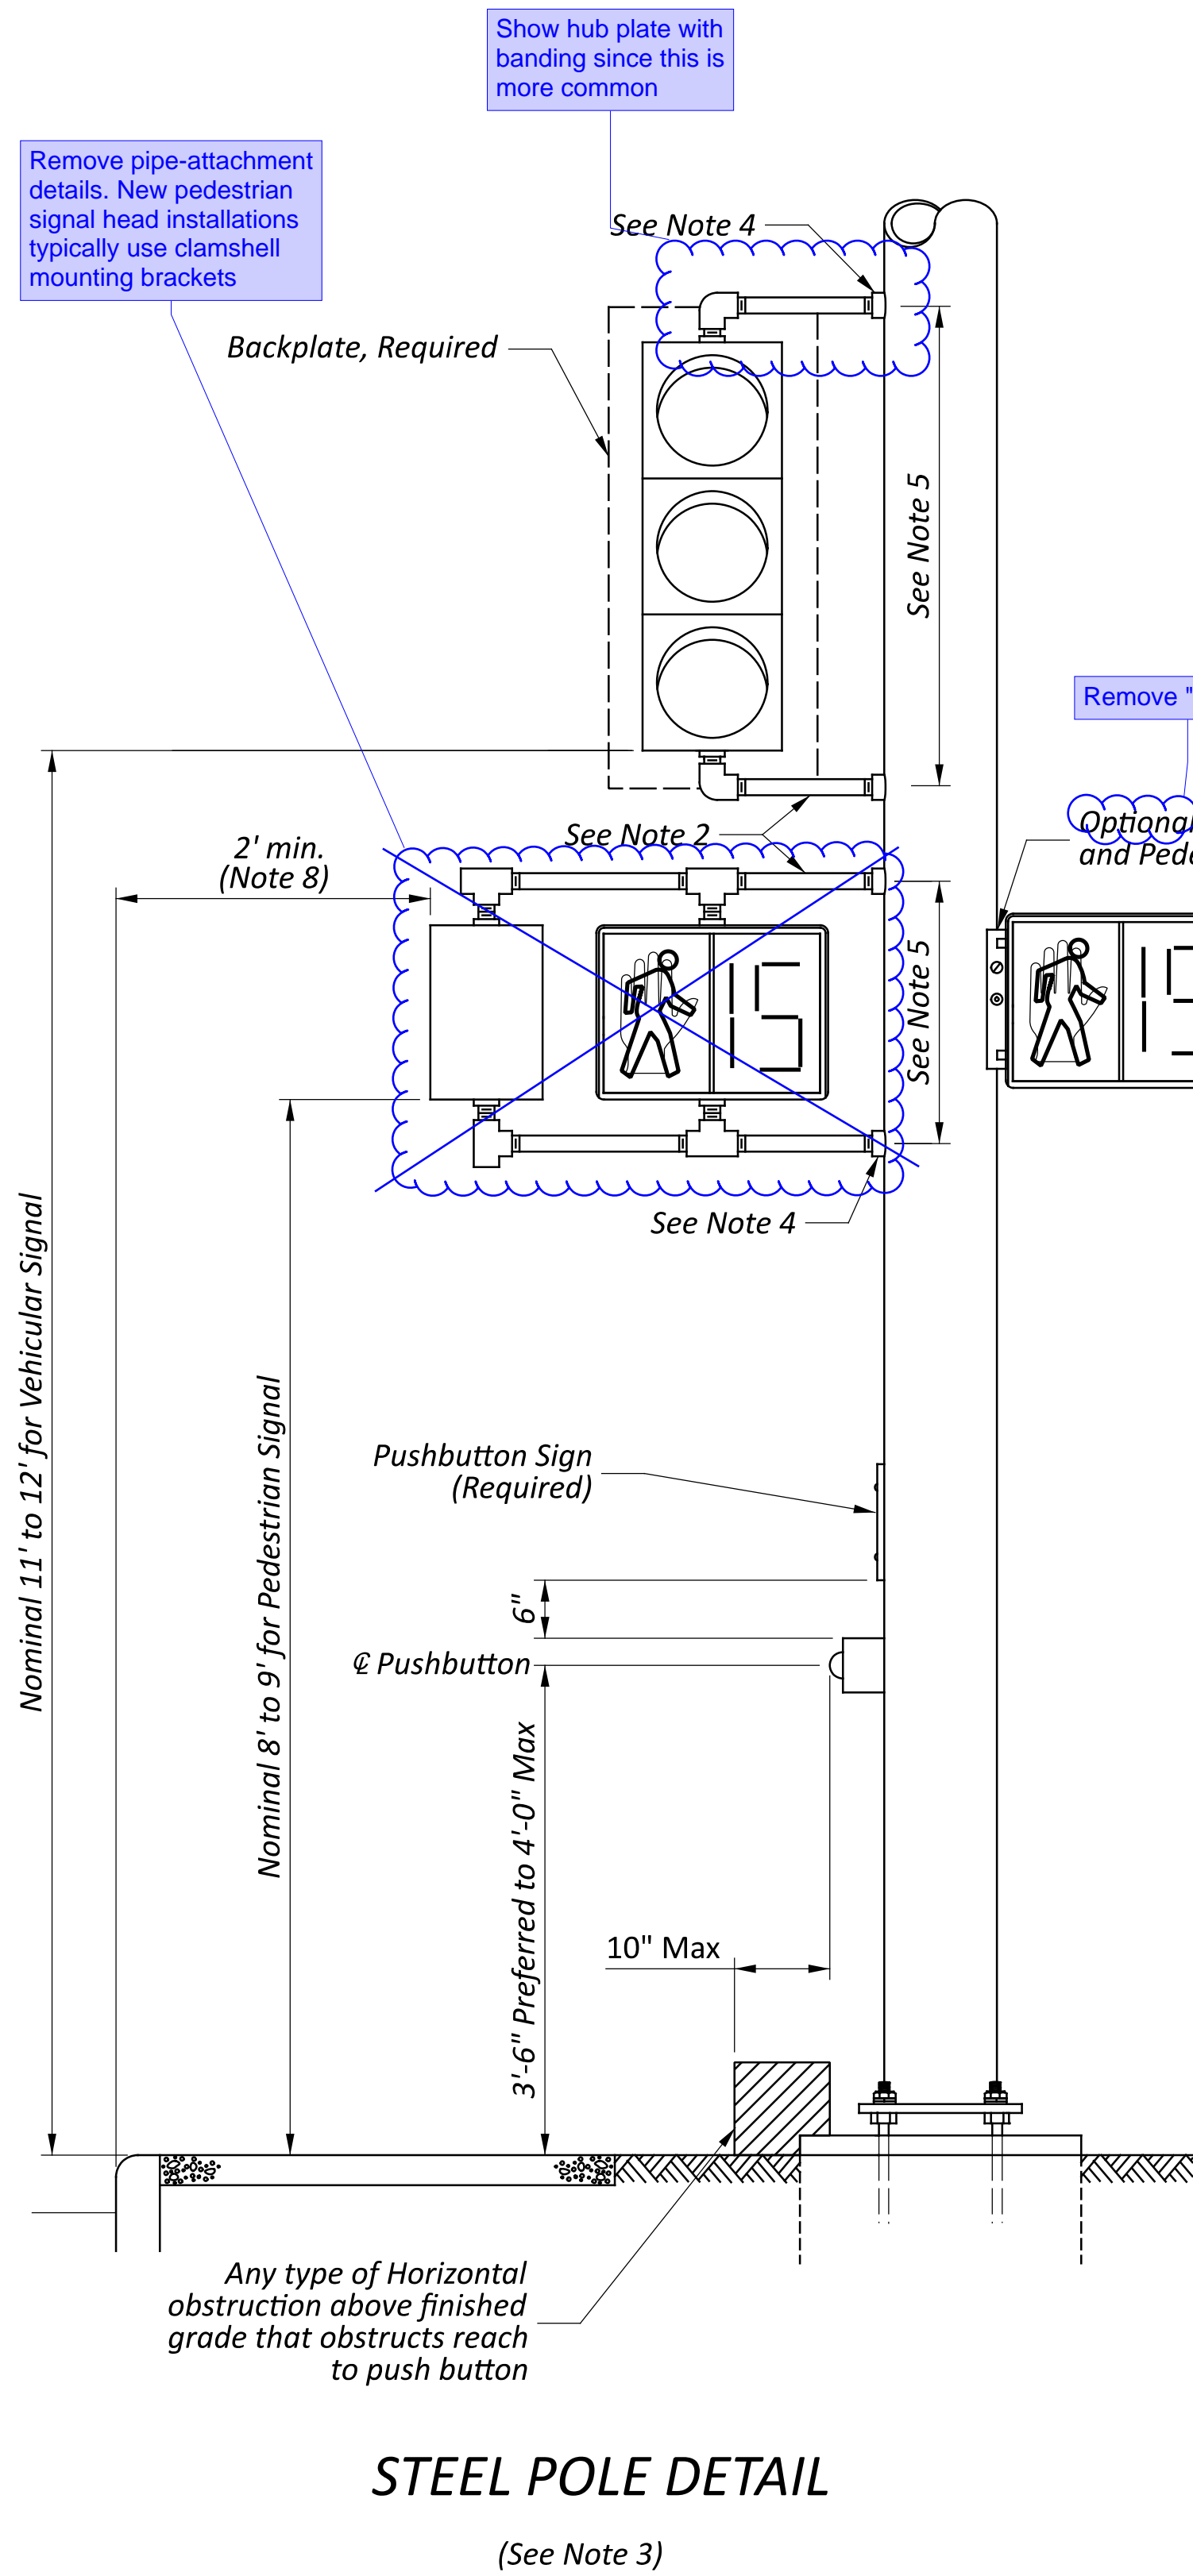 Show hub plate with
banding since this is
more common
Remove pipe-attachment
details. New pedestrian
signal head installations
typically use clamshell
mounting brackets
See Note 4
Backplate, Required
See Note 5
Remove "
Optional
and Pede
See Note 2
2' min.
(Note 8)
15
See Note 5
See Note 4
Nominal 11' to 12' for Vehicular Signal
Nominal 8' to 9' for Pedestrian Signal
Pushbutton Sign
(Required)
6"
℄ Pushbutton
3'-6" Preferred to 4'-0" Max
10" Max
Any type of Horizontal
obstruction above finished
grade that obstructs reach
to push button
STEEL POLE DETAIL
(See Note 3)